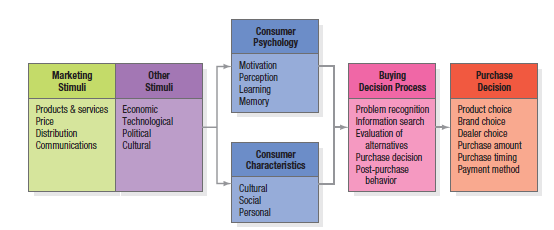 Marketing
Stimuli
Products & services
Price
Distribution
Communications
Other
Stimuli
Economic
Technological
Political
Cultural
Consumer
Psychology
Motivation
Perception
Learning
Memory
Consumer
Characteristics
Cultural
Social
Personal
Buying
Decision Process
Problem recognition
Information search
Evaluation of
alternatives
Purchase decision
Post-purchase
behavior
Purchase
Decision
Product choice
Brand choice
Dealer choice
Purchase amount
Purchase timing
Payment method